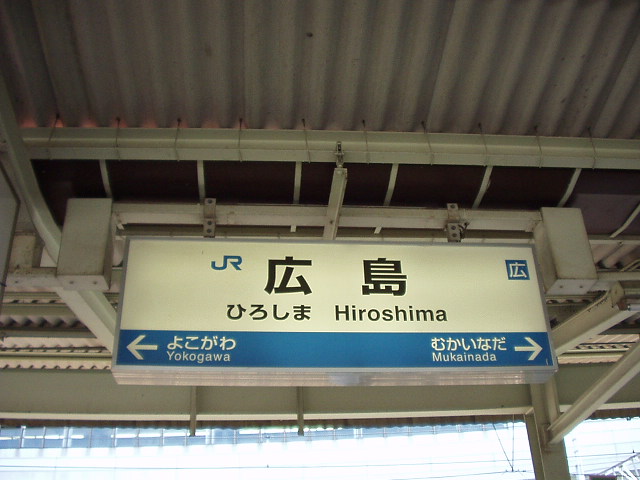 JR 広島 広
ひろしま Hiroshima
← よこがわ むかいなだ →
Yokogawa Mukainada